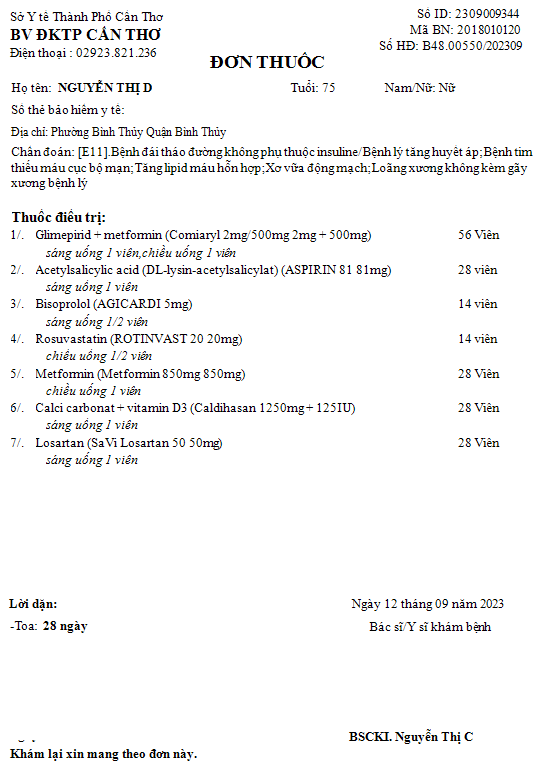 Sở Y tế Thành Phố Cần Thơ
BV ĐKTP CẦN THƠ
Điện thoại : 02923.821.236
Số ID: 2309009344
Mã BN: 2018010120
Số HĐ: B48.00550/202309
ĐƠN THUỐC
Họ tên: NGUYỄN THỊ D Tuổi: 75 Nam/Nữ: Nữ
Số thẻ bảo hiểm y tế:
Địa chỉ: Phường Bình Thủy Quận Bình Thủy
Chẩn đoán: [E11].Bệnh đái tháo đường không phụ thuộc insuline/Bệnh lý tăng huyết áp;Bệnh tim
thiếu máu cục bộ mạn;Tăng lipid máu hỗn hợp;Xơ vữa động mạch;Loãng xương không kèm gãy
xương bệnh lý
Thuốc điều trị:
1/. Glimepirid + metformin (Comiaryl 2mg/500mg 2mg + 500mg) 56 Viên
sáng uống 1 viên,chiều uống 1 viên
2/. Acetylsalicylic acid (DL-lysin-acetylsalicylat) (ASPIRIN 81 81mg) 28 viên
sáng uống 1 viên
3/. Bisoprolol (AGICARDI 5mg) 14 viên
sáng uống 1/2 viên
4/. Rosuvastatin (ROTINVAST 20 20mg) 14 viên
chiều uống 1/2 viên
5/. Metformin (Metformin 850mg 850mg) 28 Viên
chiều uống 1 viên
6/. Calci carbonat + vitamin D3 (Caldihasan 1250mg + 125IU) 28 Viên
sáng uống 1 viên
7/. Losartan (SaVi Losartan 50 50mg) 28 Viên
sáng uống 1 viên
Lời dặn:
-Toa: 28 ngày
Ngày 12 tháng 09 năm 2023
Bác sĩ/Y sĩ khám bệnh
BSCKI. Nguyễn Thị C
Khám lại xin mang theo đơn này.